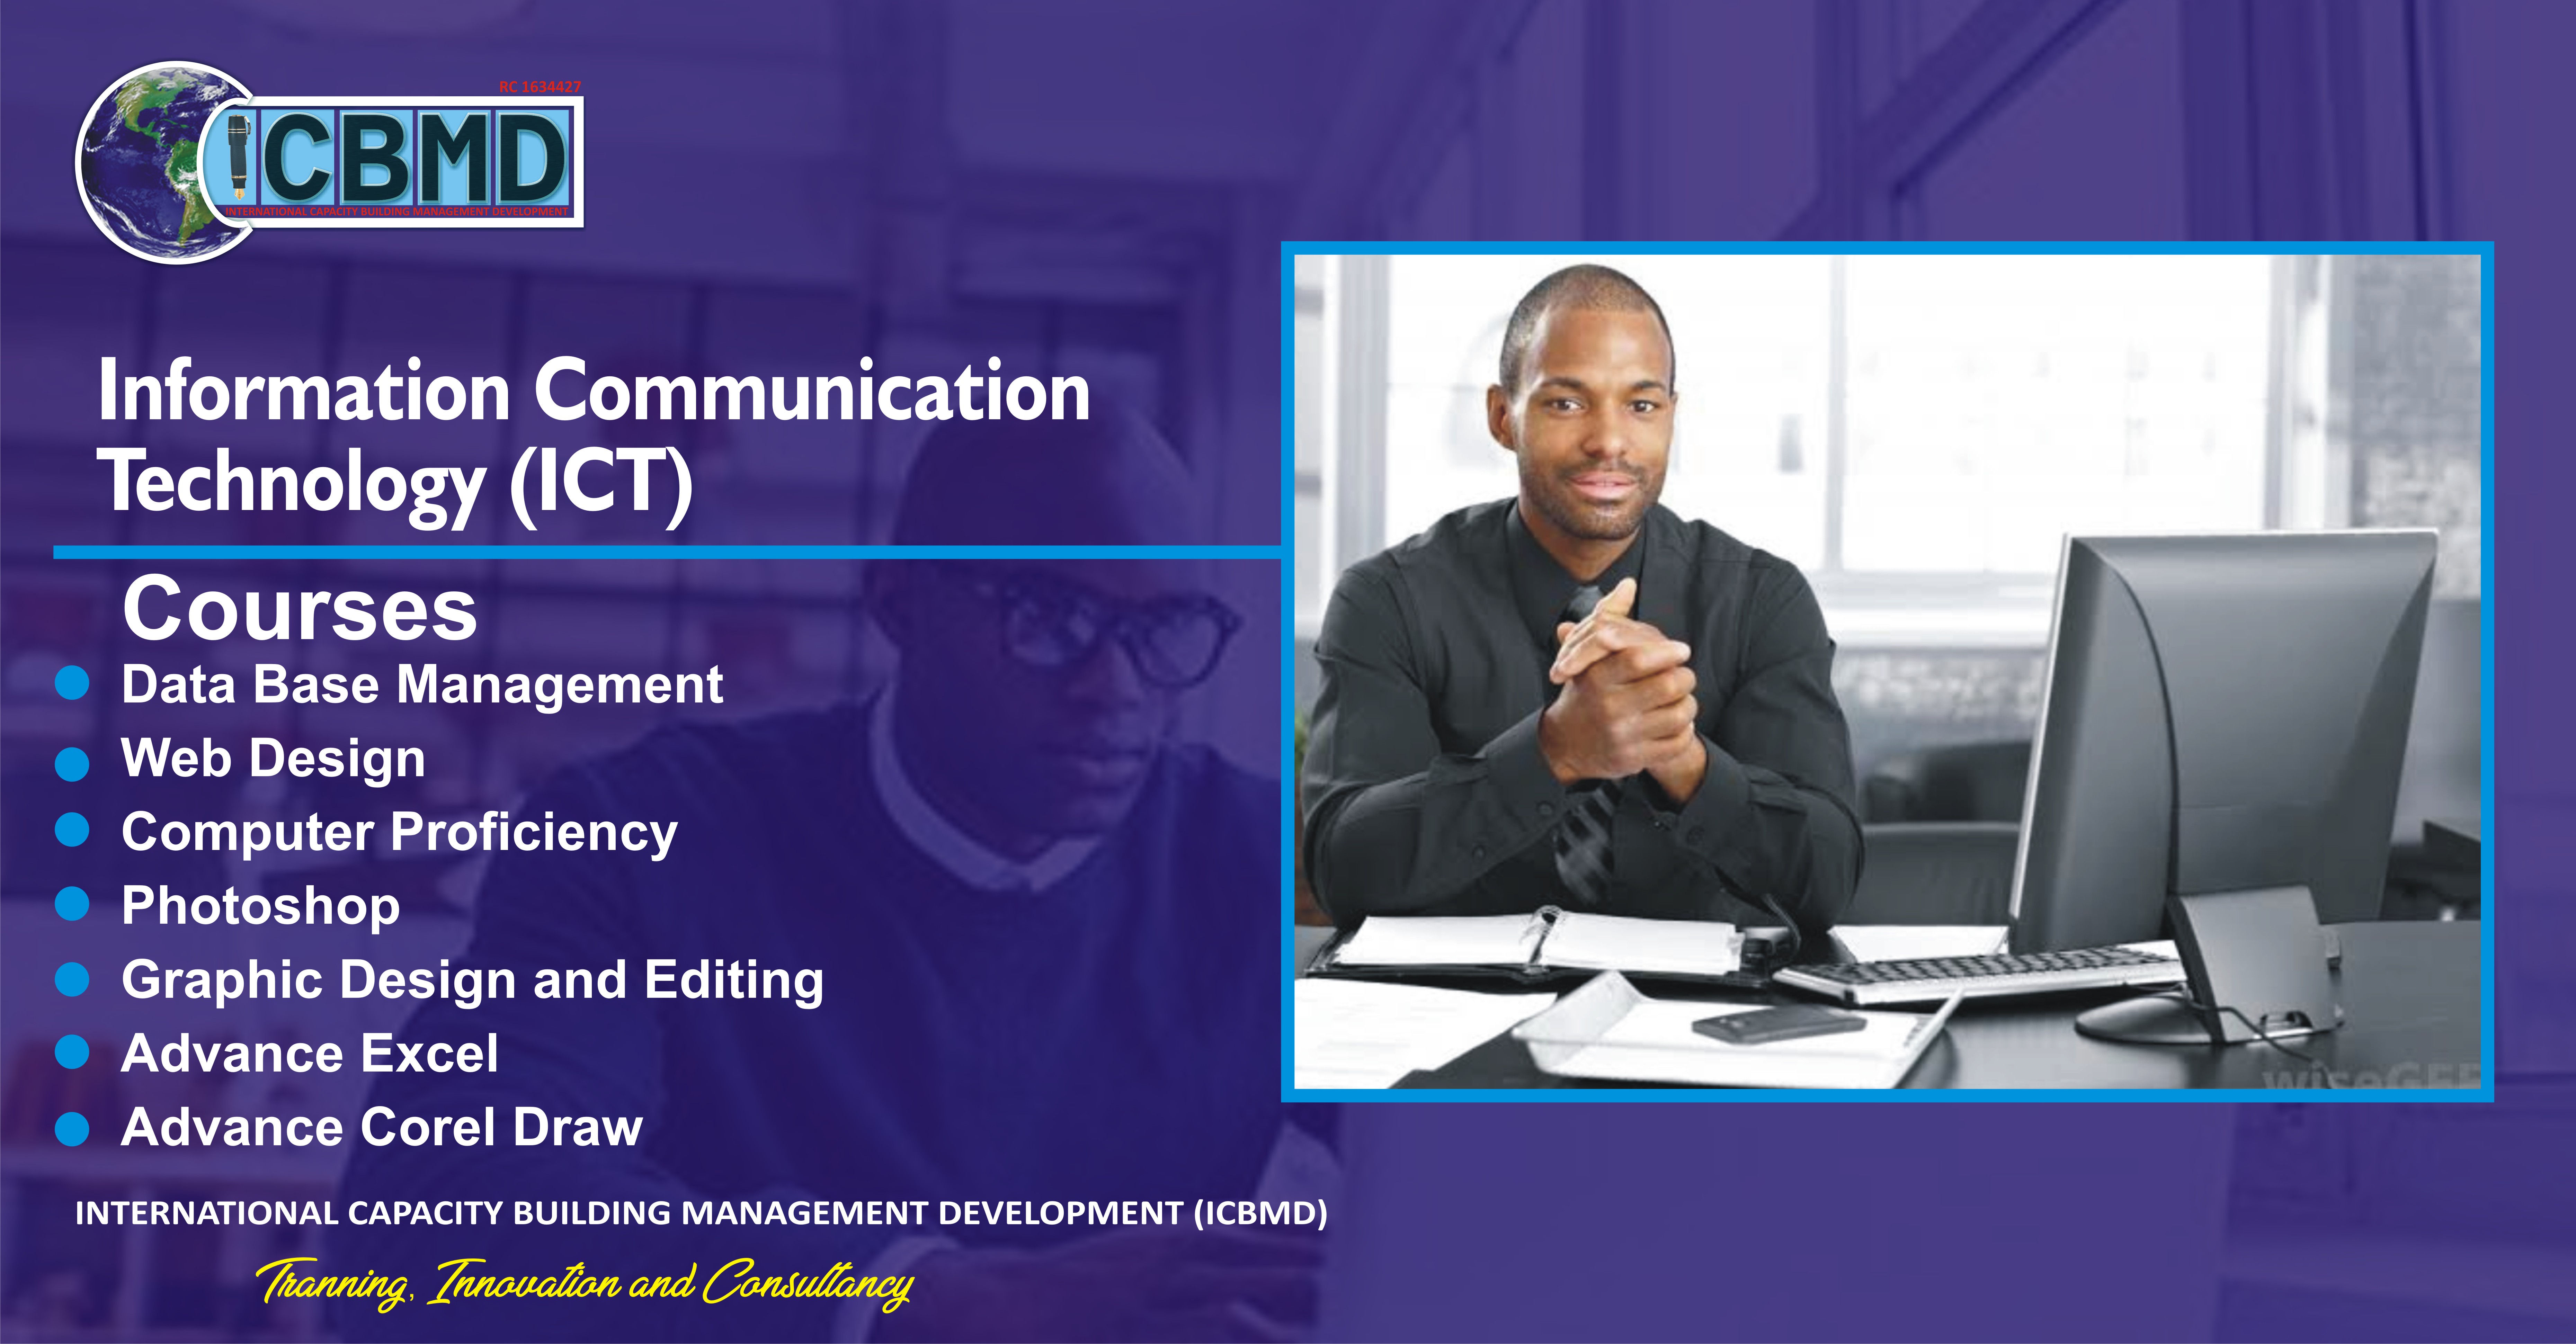 RC 1634427
ICBMD
INTERNATIONAL CAPACITY BUILDING MANAGEMENT DEVELOPMENT
Information Communication
Technology (ICT)
Courses
Data Base Management
Web Design
Computer Proficiency
Photoshop
Graphic Design and Editing
Advance Excel
Advance Corel Draw
wiseGEE
INTERNATIONAL CAPACITY BUILDING MANAGEMENT DEVELOPMENT (ICBMD)
Tranning, Innovation and Consultancy